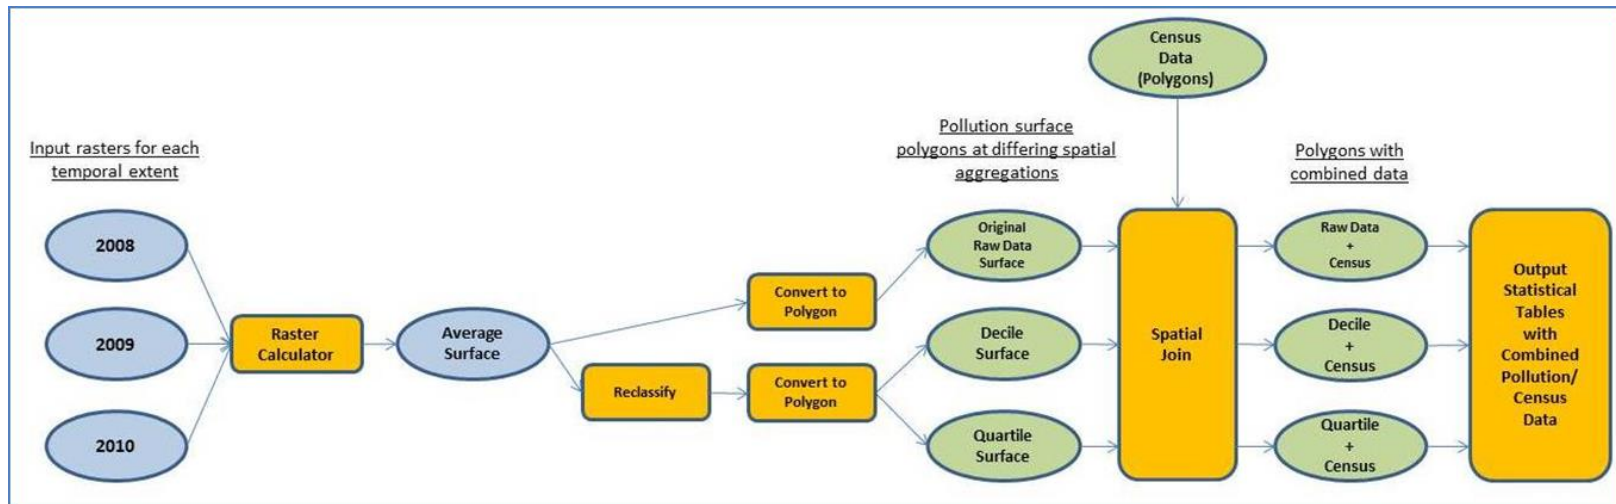 Input rasters for each
temporal extent
2008
2009
2010
Raster
Calculator
Average
Surface
Reclassify
Convert to
Polygon
Convert to
Polygon
Pollution surface
polygons at differing spatial
aggregations
Original
Raw Data
Surface
Decile
Surface
Quartile
Surface
Census
Data
(Polygons)
Spatial
Join
Polygons with
combined data
Raw Data
+
Census
Decile
+
Census
Quartile
+
Census
Output
Statistical
Tables
with
Combined
Pollution/
Census
Data